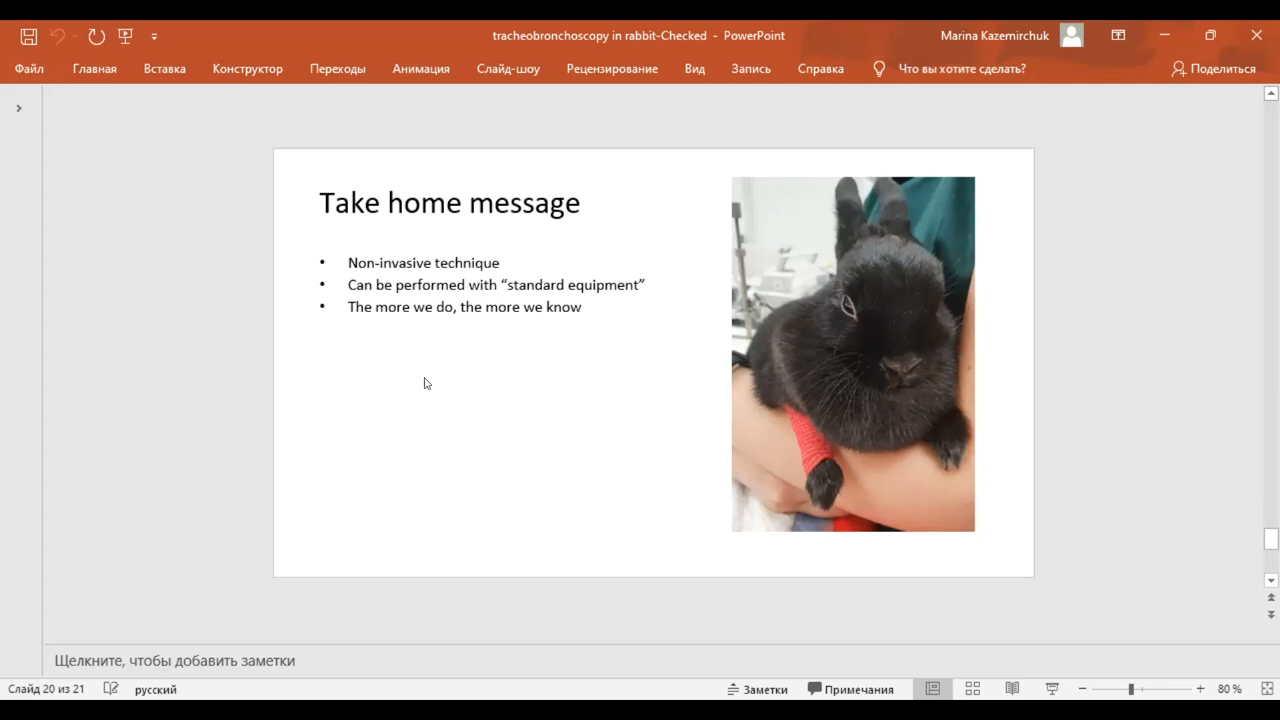 tracheobronchoscopy in rabbit-Checked - PowerPoint
Marina Kazemirchuk
Файл Главная Вставка Конструктор Переходы Анимация Слайд-шоу Рецензирование Вид Запись Справка Что вы хотите сделать? Поделиться
Take home message
• Non-invasive technique
• Can be performed with “standard equipment”
• The more we do, the more we know
Щелкните, чтобы добавить заметки
Слайд 20 из 21 русский Заметки Примечания 80 %